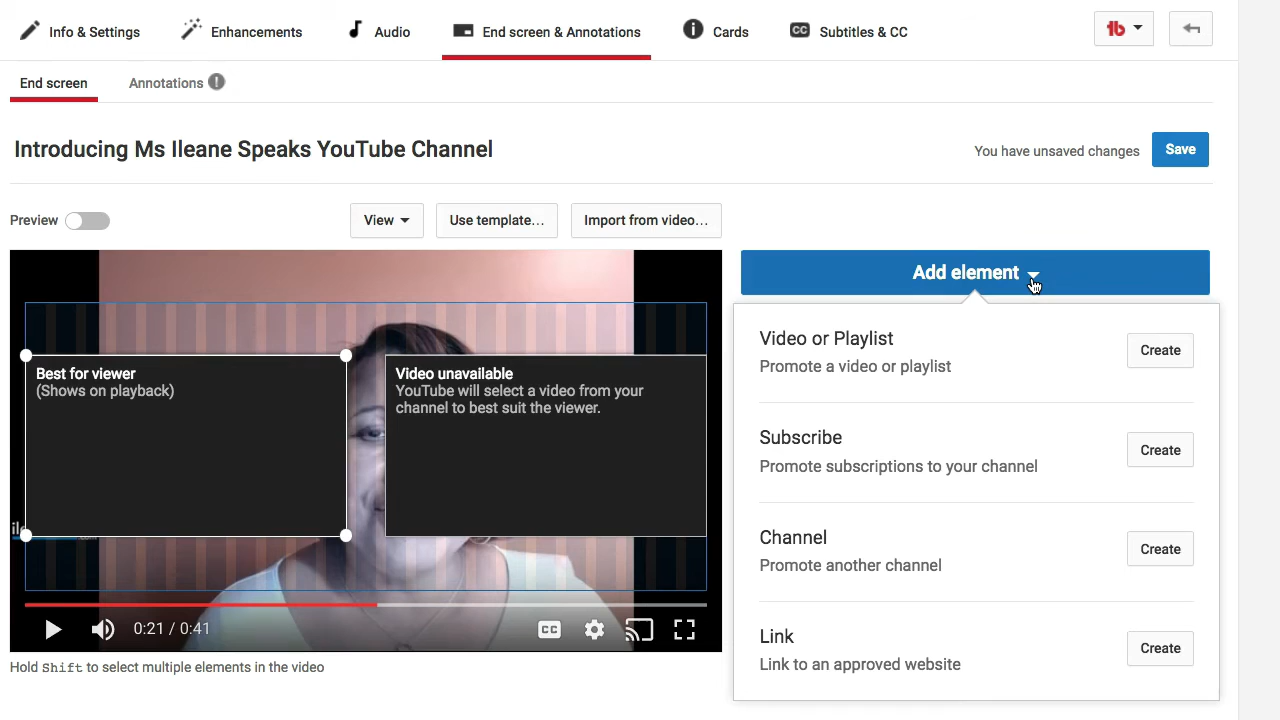 Info & Settings
Enhancements
Audio
End screen & Annotations
Cards
CC Subtitles & CC
End screen
Annotations
Introducing Ms Ileane Speaks YouTube Channel
You have unsaved changes
Save
Preview
View
Use template...
Import from video...
Best for viewer
(Shows on playback)
Video unavailable
YouTube will select a video from your
channel to best suit the viewer.
0:21 / 0:41
CC
Hold Shift to select multiple elements in the video
Add element
Video or Playlist
Promote a video or playlist
Create
Subscribe
Promote subscriptions to your channel
Create
Channel
Promote another channel
Create
Link
Link to an approved website
Create